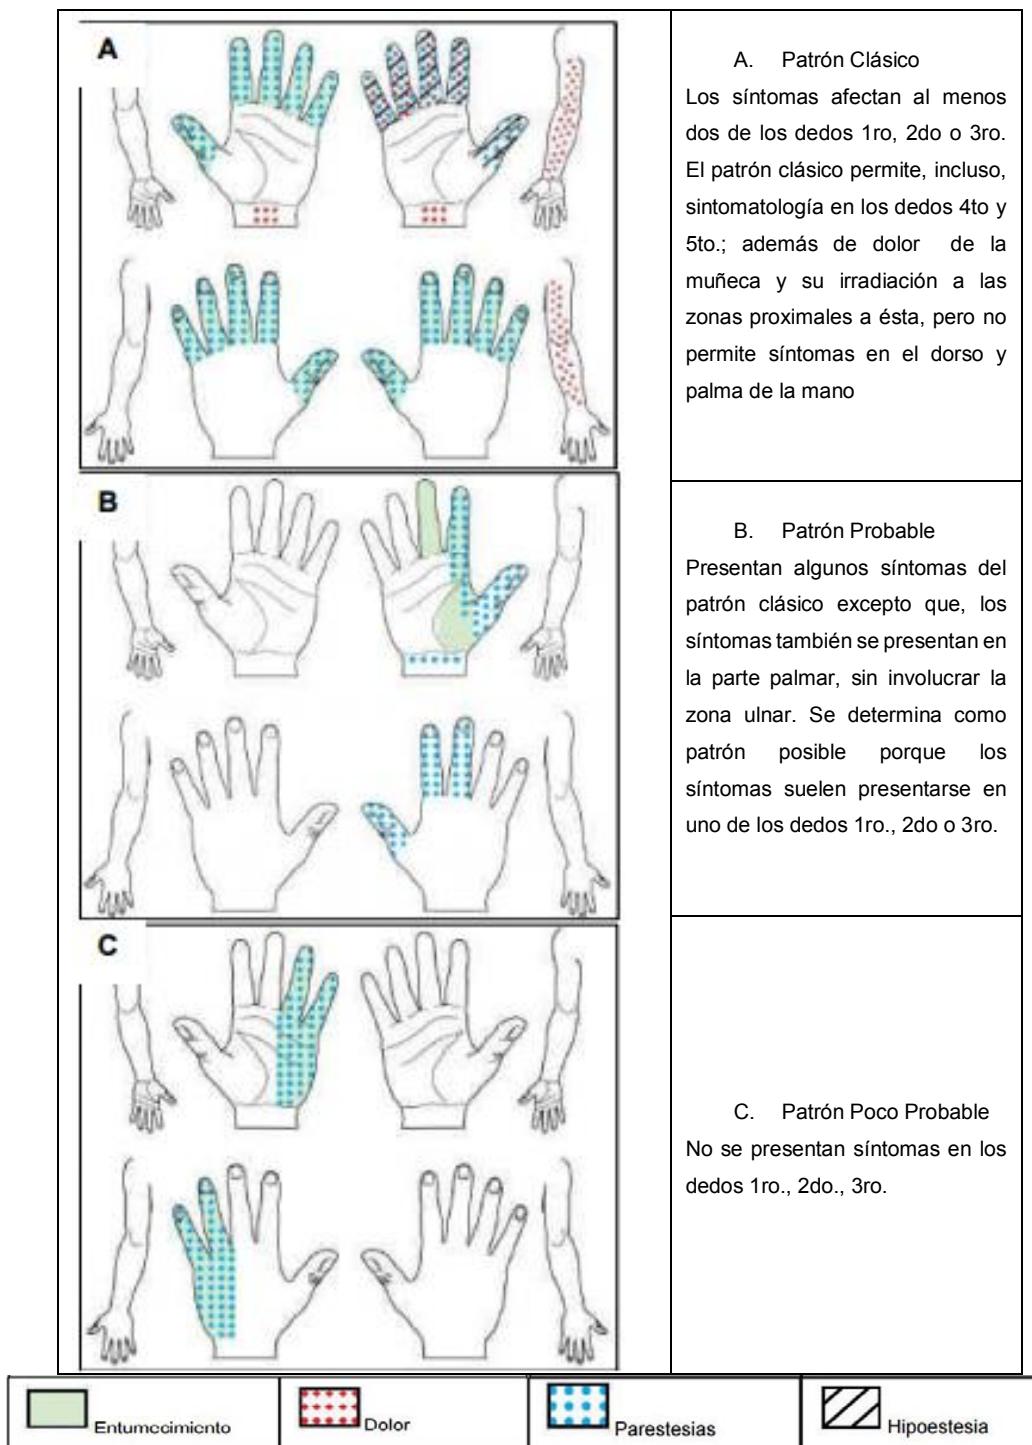 A
A. Patrón Clásico
Los síntomas afectan al menos
dos de los dedos 1ro, 2do o 3ro.
El patrón clásico permite, incluso,
sintomatología en los dedos 4to y
5to.; además de dolor de la
muñeca y su irradiación a las
zonas proximales a ésta, pero no
permite síntomas en el dorso y
palma de la mano
B
B. Patrón Probable
Presentan algunos síntomas del
patrón clásico excepto que, los
síntomas también se presentan en
la parte palmar, sin involucrar la
zona ulnar. Se determina como
patrón posible porque los
síntomas suelen presentarse en
uno de los dedos 1ro., 2do o 3ro.
C
C. Patrón Poco Probable
No se presentan síntomas en los
dedos 1ro., 2do., 3ro.
Entumecimiento
Dolor
Parestesias
Hipoestesia